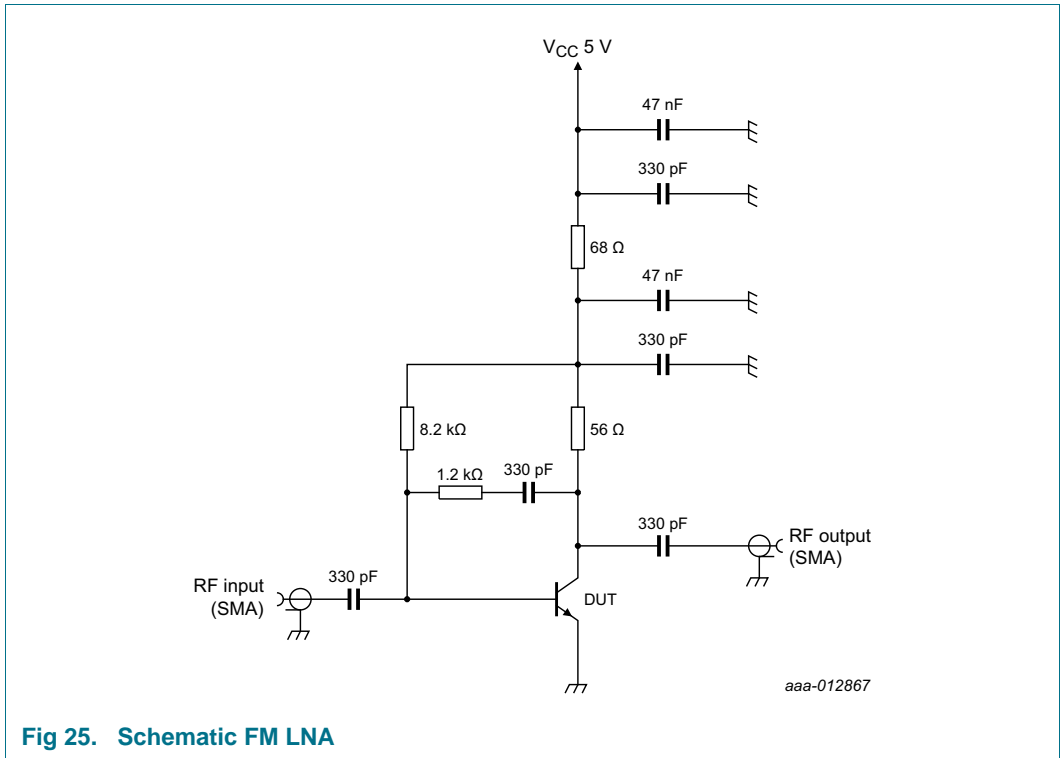 VCC 5 V
47 nF
330 pF
68 Ω
47 nF
330 pF
8.2 kΩ
56 Ω
1.2 kΩ
330 pF
330 pF
RF output
(SMA)
RF input
(SMA)
330 pF
DUT
aaa-012867
Fig 25. Schematic FM LNA